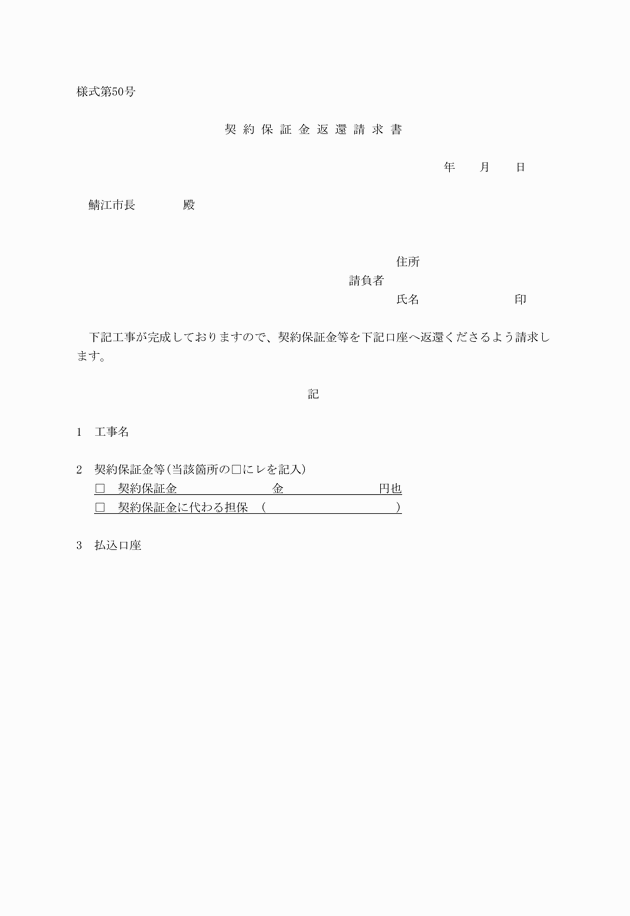 様式第50号
契約保証金返還請求書
年　　月　　日
鯖江市長　　　　殿
住所
請負者
氏名　　　　　　　　印
下記工事が完成しておりますので、契約保証金等を下記口座へ返還くださるよう請求し
ます。
記
1　工事名
2　契約保証金等(当該箇所の□にレを記入)
□　契約保証金　　　　　　　　金　　　　　　　　円也
□　契約保証金に代わる担保　(　　　　　　　　　　　)
3　払込口座